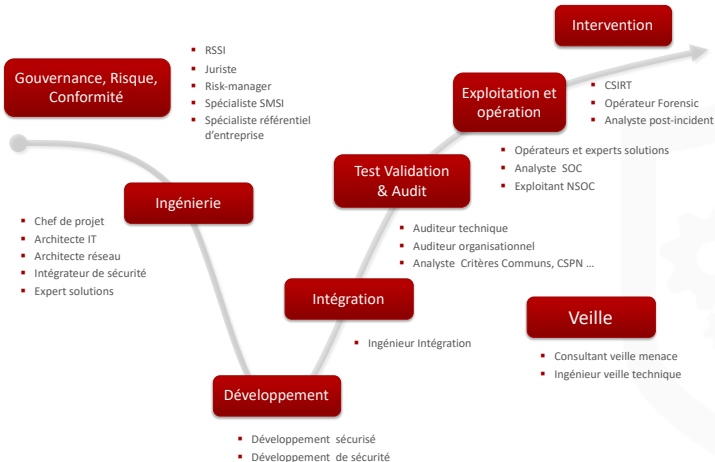 Gouvernance, Risque,
Conformité
RSSI
Juriste
Risk-manager
Spécialiste SMSI
Spécialiste référentiel
d'entreprise
Ingénierie
Chef de projet
Architecte IT
Architecte réseau
Intégrateur de sécurité
Expert solutions
Développement
Développement sécurisé
Développement de sécurité
Intégration
Ingénieur Intégration
Test Validation
& Audit
Auditeur technique
Auditeur organisationnel
Analyste Critères Communs, CSPN ...
Exploitation et
opération
Opérateurs et experts solutions
Analyste SOC
Exploitant NSOC
Intervention
CSIRT
Opérateur Forensic
Analyste post-incident
Veille
Consultant veille menace
Ingénieur veille technique